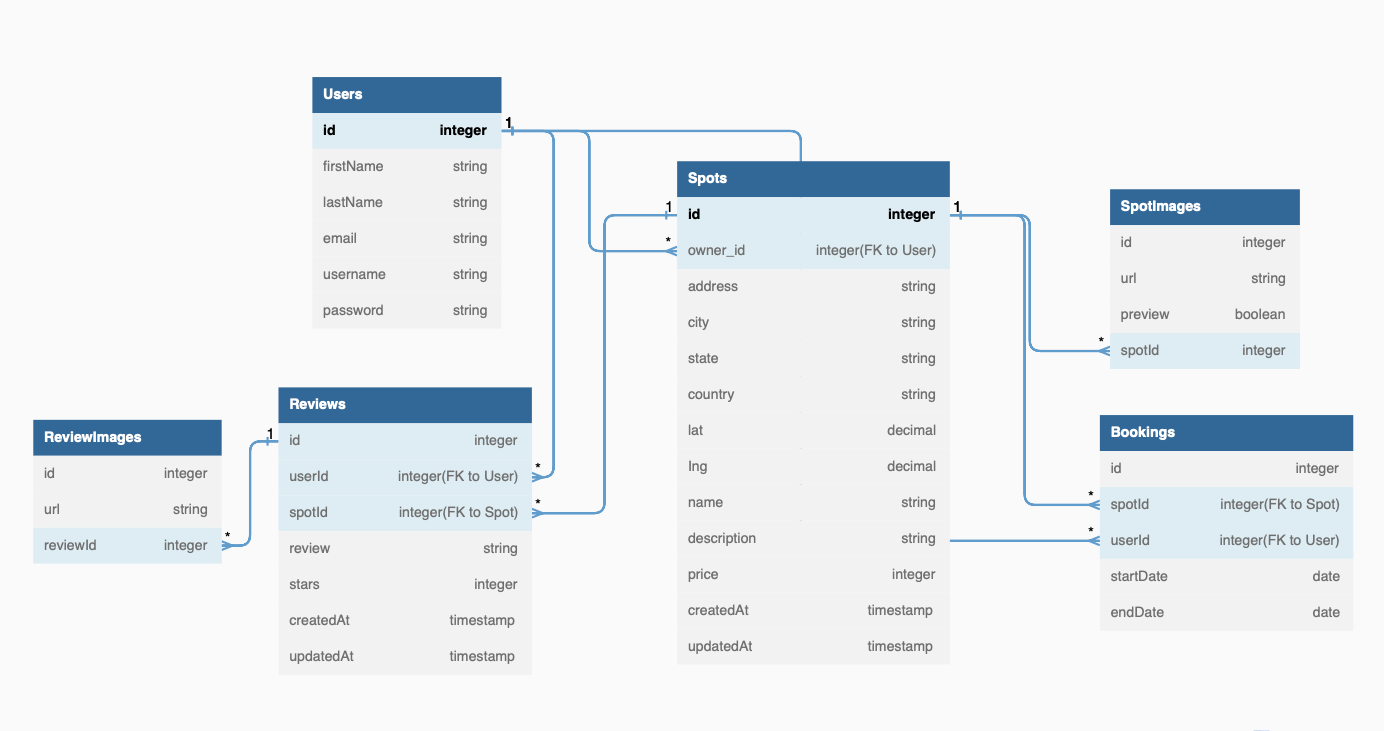 Users
id integer
firstName string
lastName string
email string
username string
password string
1
Spots
id integer
owner_id integer(FK to User)
address string
city string
state string
country string
lat decimal
lng decimal
name string
description string
price integer
createdAt timestamp
updatedAt timestamp
1
*
1
SpotImages
id integer
url string
preview boolean
spotId integer
*
Reviews
id integer
userId integer(FK to User)
spotId integer(FK to Spot)
review string
stars integer
createdAt timestamp
updatedAt timestamp
1
*
*
ReviewImages
id integer
url string
reviewId integer
*
Bookings
id integer
spotId integer(FK to Spot)
userId integer(FK to User)
startDate date
endDate date
*
*